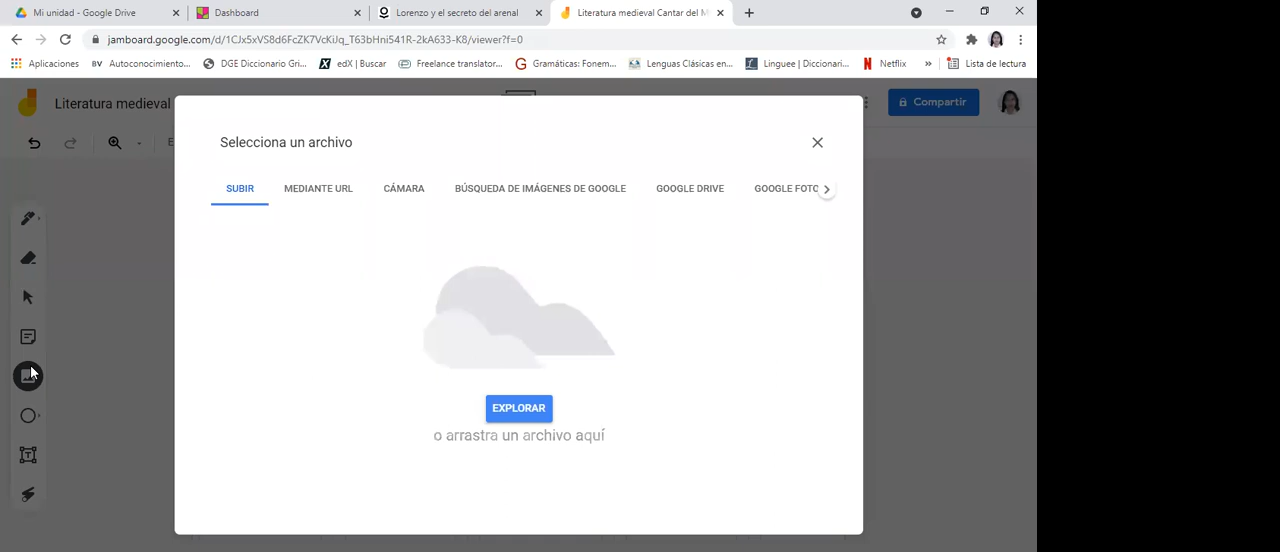 Mi unidad - Google Drive
Dashboard
Lorenzo y el secreto del arenal
Literatura medieval Cantar del M
jamboard.google.com/d/1CJx5xVS8d6FcZK7VcKiJq_T63bHni541R-2kA633-K8/viewer?f=0
Aplicaciones
BV Autoconocimiento...
DGE Diccionario Gri...
edX | Buscar
Freelance translator...
G Gramáticas: Fonem...
Lenguas Clásicas en...
Linguee | Diccionari...
N Netflix
»
Lista de lectura
Literatura medieval
Compartir
Selecciona un archivo
SUBIR
MEDIANTE URL
CÁMARA
BÚSQUEDA DE IMÁGENES DE GOOGLE
GOOGLE DRIVE
GOOGLE FOTO
EXPLORAR
o arrastra un archivo aquí